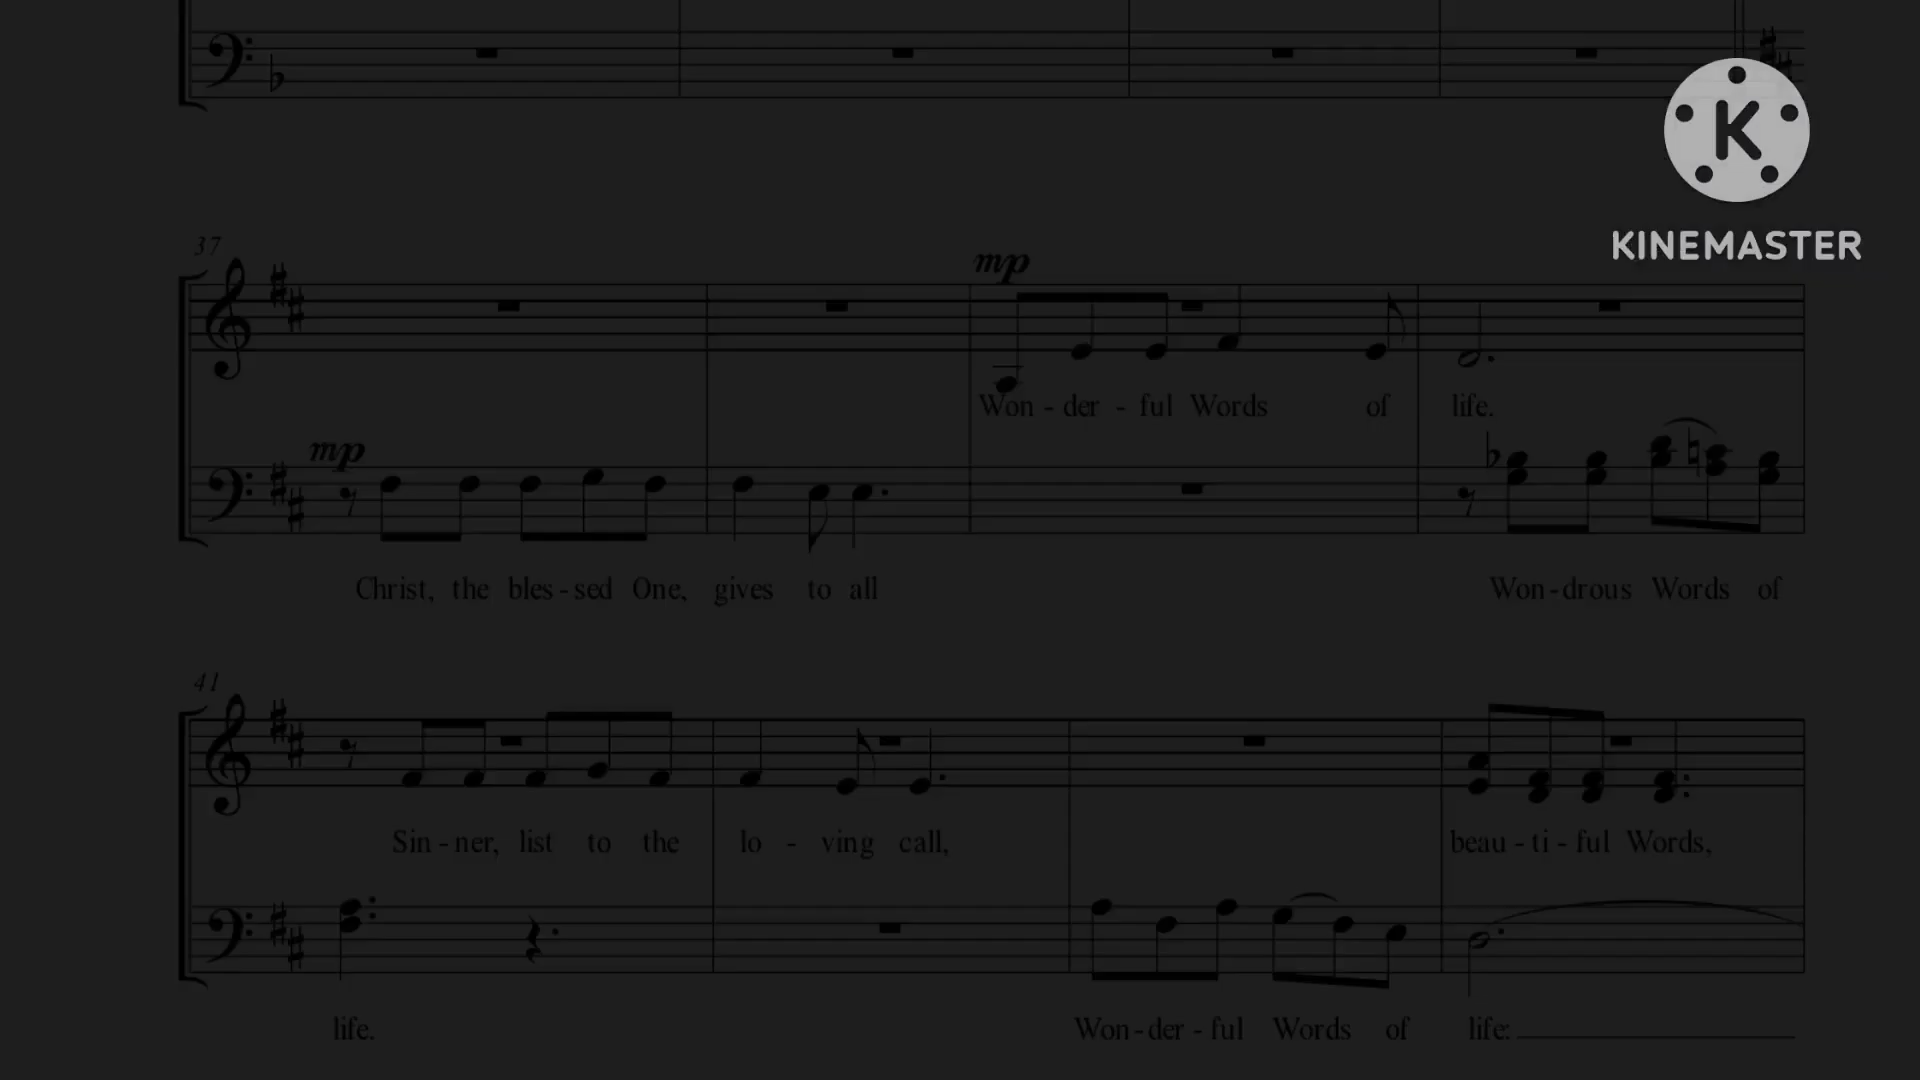 K
KINEMASTER
37
mp
Won - der - ful Words of life.
mp
Christ, the bles - sed One, gives to all Won - drous Words of
41
Sin - ner, list to the lo - ving call, beau - ti - ful Words,
life. Won - der - ful Words of life: